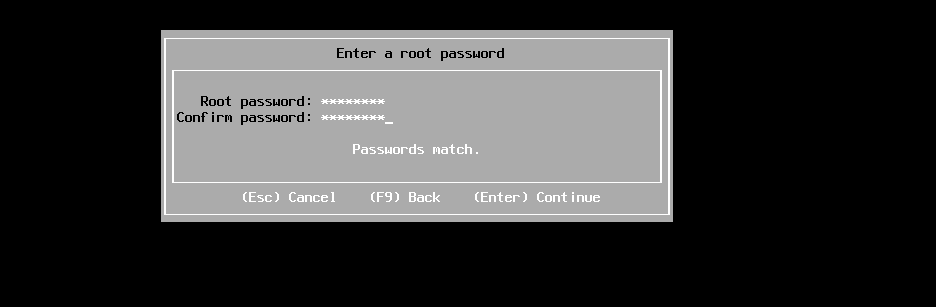 Enter a root password
Root password: ********
Confirm password: ********_
Passwords match.
(Esc) Cancel (F9) Back (Enter) Continue